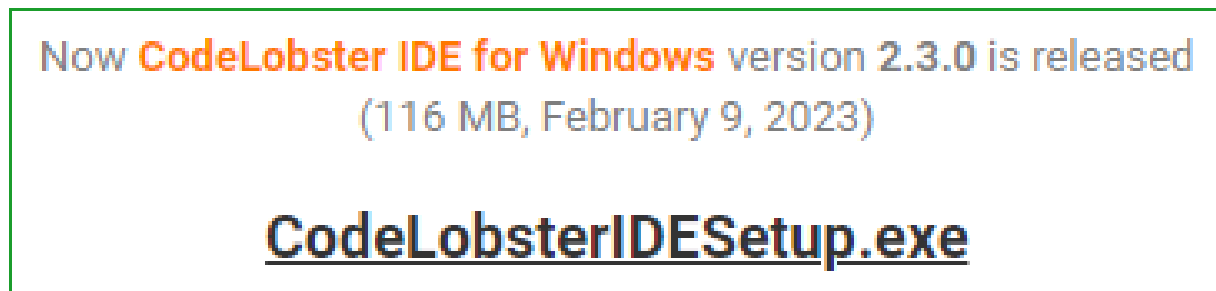 Now CodeLobster IDE for Windows version 2.3.0 is released
(116 MB, February 9, 2023)
CodeLobsterIDESetup.exe